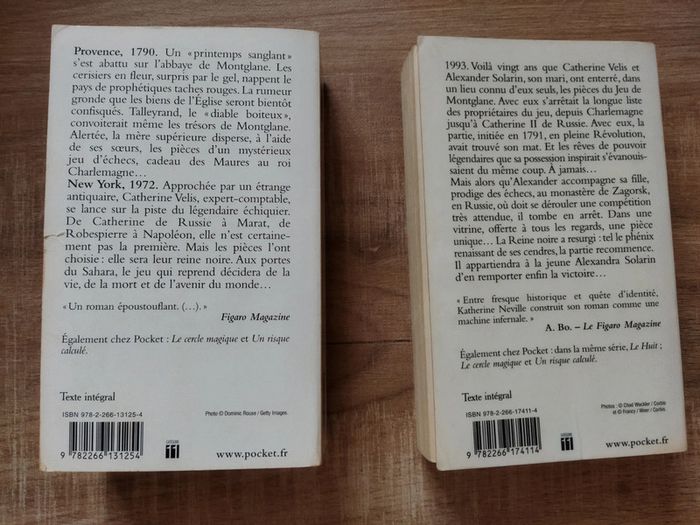 Provence, 1790. Un « printemps sanglant »
s'est abattu sur l'abbaye de Montglane. Les
cerisiers en fleur, surpris par le gel, nappent le
pays de prophétiques taches rouges. La rumeur
gronde que les biens de l'Église seront bientôt
confisqués. Talleyrand, le « diable boiteux »,
convoiterait même les trésors de Montglane.
Alertée, la mère supérieure disperse, à l'aide
de ses sœurs, les pièces d'un mystérieux
jeu d'échecs, cadeau des Maures au roi
Charlemagne...
New York, 1972. Approchée par un étrange
antiquaire, Catherine Velis, expert-comptable,
se lance sur la piste du légendaire échiquier.
De Catherine de Russie à Marat, de
Robespierre à Napoléon, elle n'est certaine-
ment pas la première. Mais les pièces l'ont
choisie : elle sera leur reine noire. Aux portes
du Sahara, le jeu qui reprend décidera de la
vie, de la mort et de l'avenir du monde...
« Un roman époustouflant. (...). »
Figaro Magazine
Également chez Pocket : Le cercle magique et Un risque
calculé.
Texte intégral
ISBN 978-2-266-13125-4
Photo © Dominic Rouse / Getty Images.
9 782266 131254
www.pocket.fr
1993. Voilà vingt ans que Catherine Velis et
Alexander Solarin, son mari, ont enterré, dans
un lieu connu d'eux seuls, les pièces du Jeu de
Montglane. Avec eux s'arrêtait la longue liste
des propriétaires du jeu, depuis Charlemagne
jusqu'à Catherine II de Russie. Avec eux, la
partie, initiée en 1791, en pleine Révolution,
avait trouvé son mat. Et les rêves de pouvoir
légendaires que sa possession inspirait s'évanouis-
saient du même coup. À jamais...
Mais alors qu'Alexander accompagne sa fille,
prodige des échecs, au monastère de Zagorsk,
en Russie, où doit se dérouler une compétition
très attendue, il tombe en arrêt. Dans une
vitrine, offerte à tous les regards, une pièce
unique... La Reine noire a resurgi : tel le phénix
renaissant de ses cendres, la partie recommence.
Il appartiendra à la jeune Alexandra Solarin
d'en remporter enfin la victoire...
« Entre fresque historique et quête d'identité,
Katherine Neville construit son roman comme une
machine infernale. »
A. Bo. – Le Figaro Magazine
Également chez Pocket : dans la même série, Le Huit ;
Le cercle magique et Un risque calculé.
Texte intégral
Photos : © Chad Weckler / Corbis
et © Francy / Miser / Corbis.
ISBN 978-2-266-17411-4
9 782266 174114
www.pocket.fr